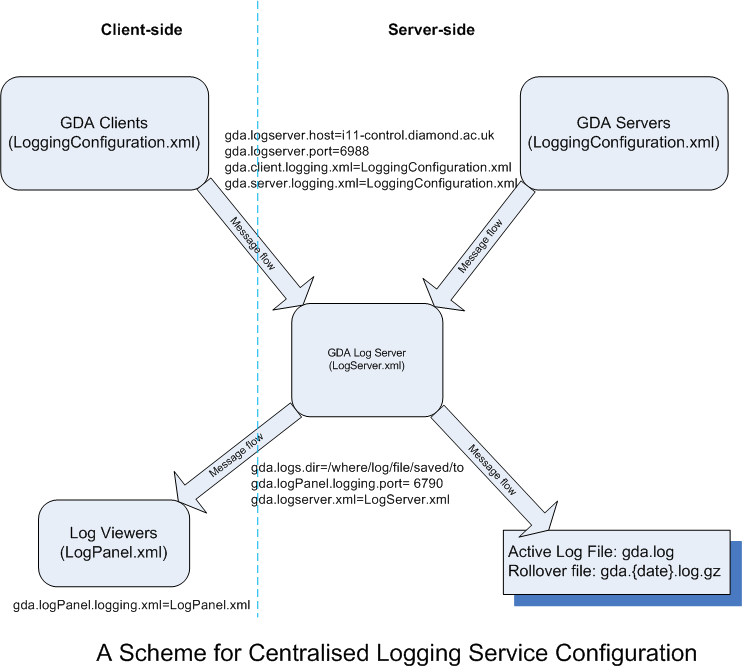 Client-side
Server-side
GDA Clients
(LoggingConfiguration.xml)
GDA Servers
(LoggingConfiguration.xml)
gda.logserver.host=i11-control.diamond.ac.uk
gda.logserver.port=6988
gda.client.logging.xml=LoggingConfiguration.xml
gda.server.logging.xml=LoggingConfiguration.xml
Message flow
Message flow
GDA Log Server
(LogServer.xml)
Message flow
Message flow
gda.logs.dir=/where/log/file/saved/to
gda.logPanel.logging.port= 6790
gda.logserver.xml=LogServer.xml
Log Viewers
(LogPanel.xml)
Active Log File: gda.log
Rollover file: gda.{date}.log.gz
gda.logPanel.logging.xml=LogPanel.xml
A Scheme for Centralised Logging Service Configuration